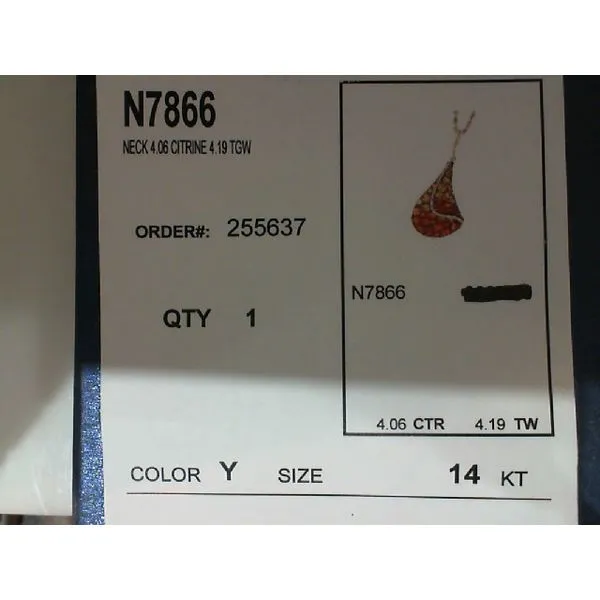 N7866
NECK 4.06 CITRINE 4.19 TGW
ORDER#: 255637
QTY 1
N7866
4.06 CTR 4.19 TW
COLOR Y SIZE 14 KT